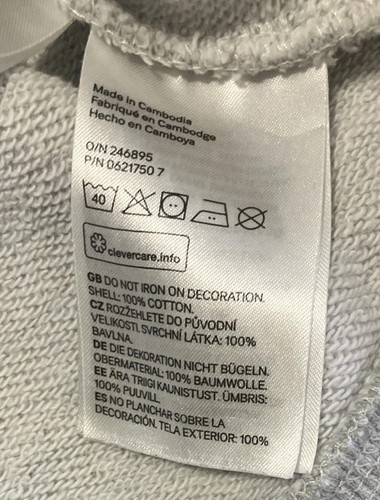 Made in Cambodia
Fabriqué en Cambodge
Hecho en Camboya
O/N 246895
P/N 0621750 7
40
clevercare.info
GB DO NOT IRON ON DECORATION.
SHELL: 100% COTTON.
CZ ROZŽEHLETE DO PŮVODNÍ
VELIKOSTI. SVRCHNÍ LÁTKA: 100%
BAVLNA.
DE DIE DEKORATION NICHT BÜGELN.
OBERMATERIAL: 100% BAUMWOLLE.
EE ÄRA TRIIGI KAUNISTUST. ÜMBRIS:
100% PUUVILL.
ES NO PLANCHAR SOBRE LA
DECORACIÓN. TELA EXTERIOR: 100%